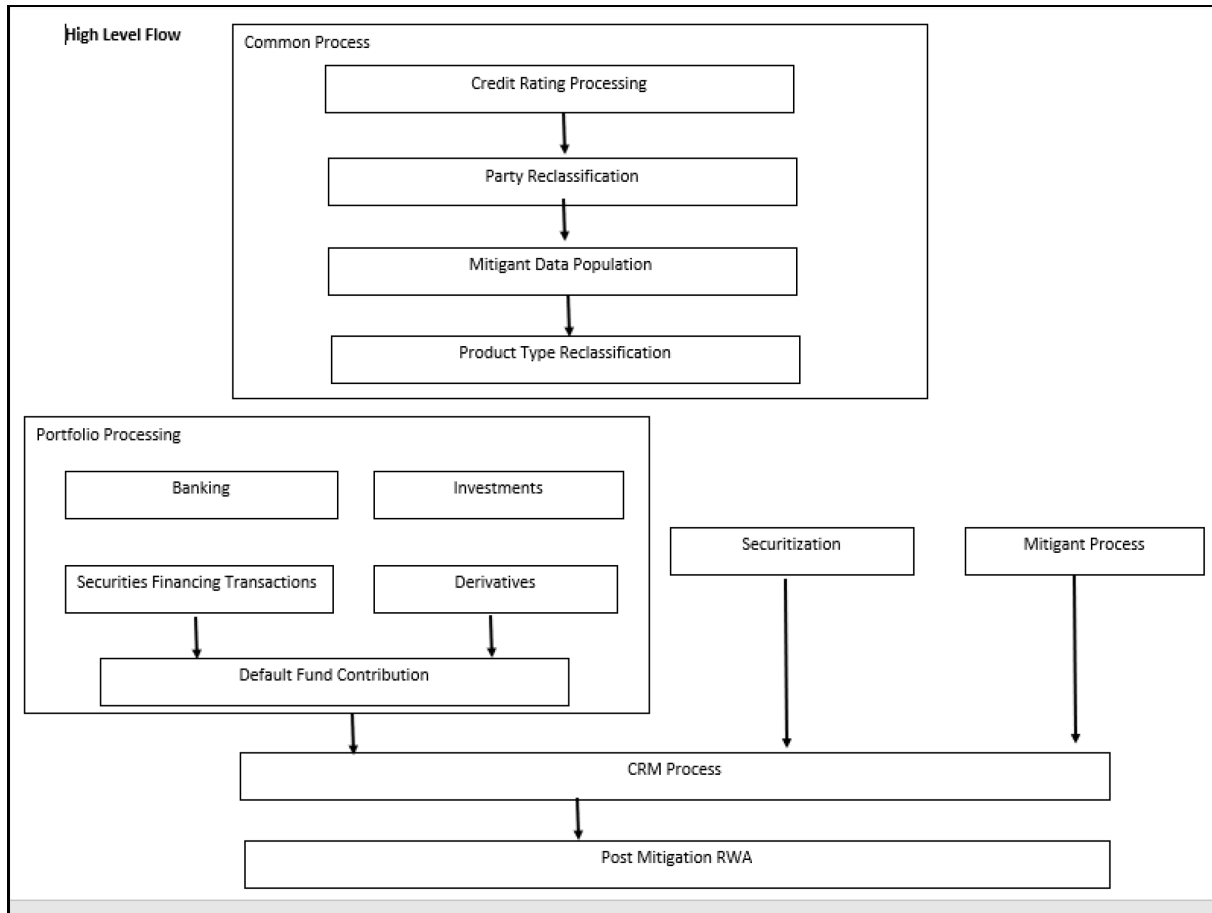 High Level Flow
Common Process
Credit Rating Processing
Party Reclassification
Mitigant Data Population
Product Type Reclassification
Portfolio Processing
Banking
Investments
Securitization
Mitigant Process
Securities Financing Transactions
Derivatives
Default Fund Contribution
CRM Process
Post Mitigation RWA